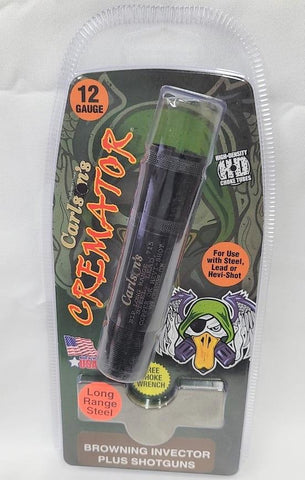 12
GAUGE
Carlson's
CREMATOR
HIGH-DENSITY
HD
CHOKE TUBES
For Use
with Steel,
Lead or
Hevi-Shot
Carlson's
USA
FREE
CHOKE
WRENCH
Long
Range
Steel
BROWNING INVECTOR
PLUS SHOTGUNS